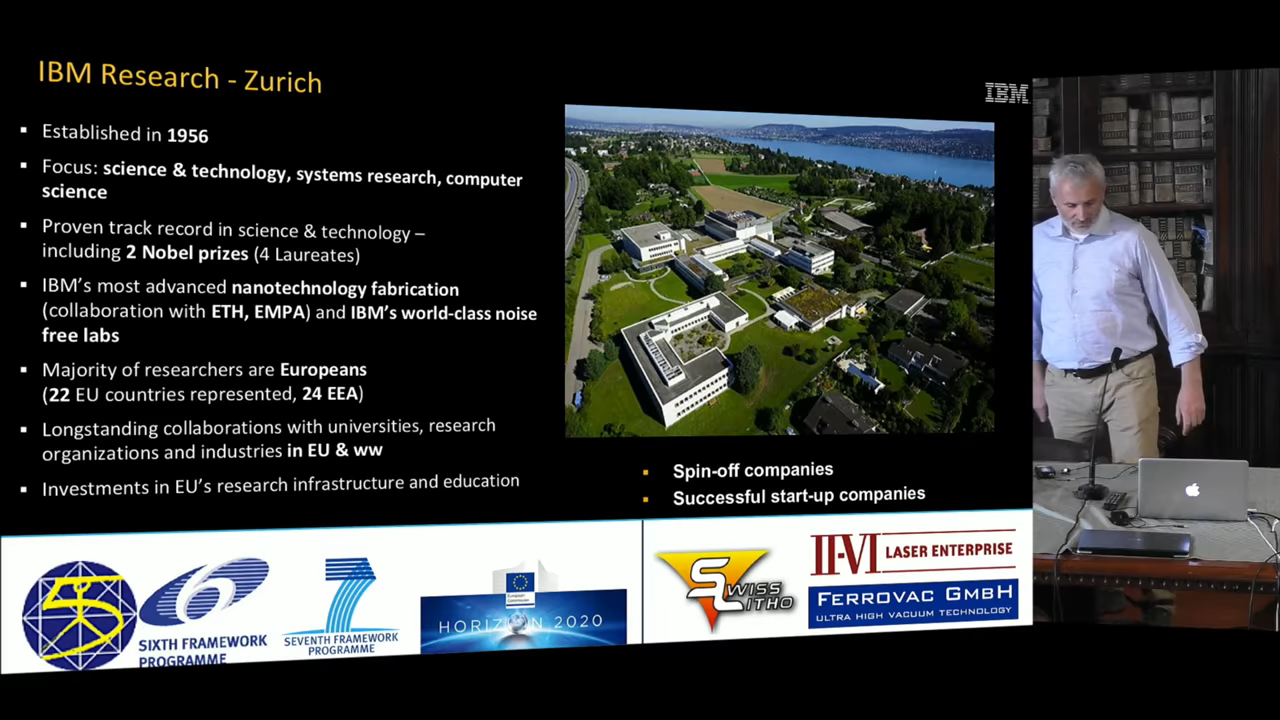 IBM Research - Zurich
IBM
▪ Established in 1956
▪ Focus: science & technology, systems research, computer
science
▪ Proven track record in science & technology –
including 2 Nobel prizes (4 Laureates)
▪ IBM's most advanced nanotechnology fabrication
(collaboration with ETH, EMPA) and IBM's world-class noise
free labs
▪ Majority of researchers are Europeans
(22 EU countries represented, 24 EEA)
▪ Longstanding collaborations with universities, research
organizations and industries in EU & ww
▪ Investments in EU's research infrastructure and education
▪ Spin-off companies
▪ Successful start-up companies
5
6
SIXTH FRAMEWORK
PROGRAMME
7
SEVENTH FRAMEWORK
PROGRAMME
European
Commission
HORIZON 2020
SWISS
LITHO
II-VI LASER ENTERPRISE
FERROVAC GMBH
ULTRA HIGH VACUUM TECHNOLOGY